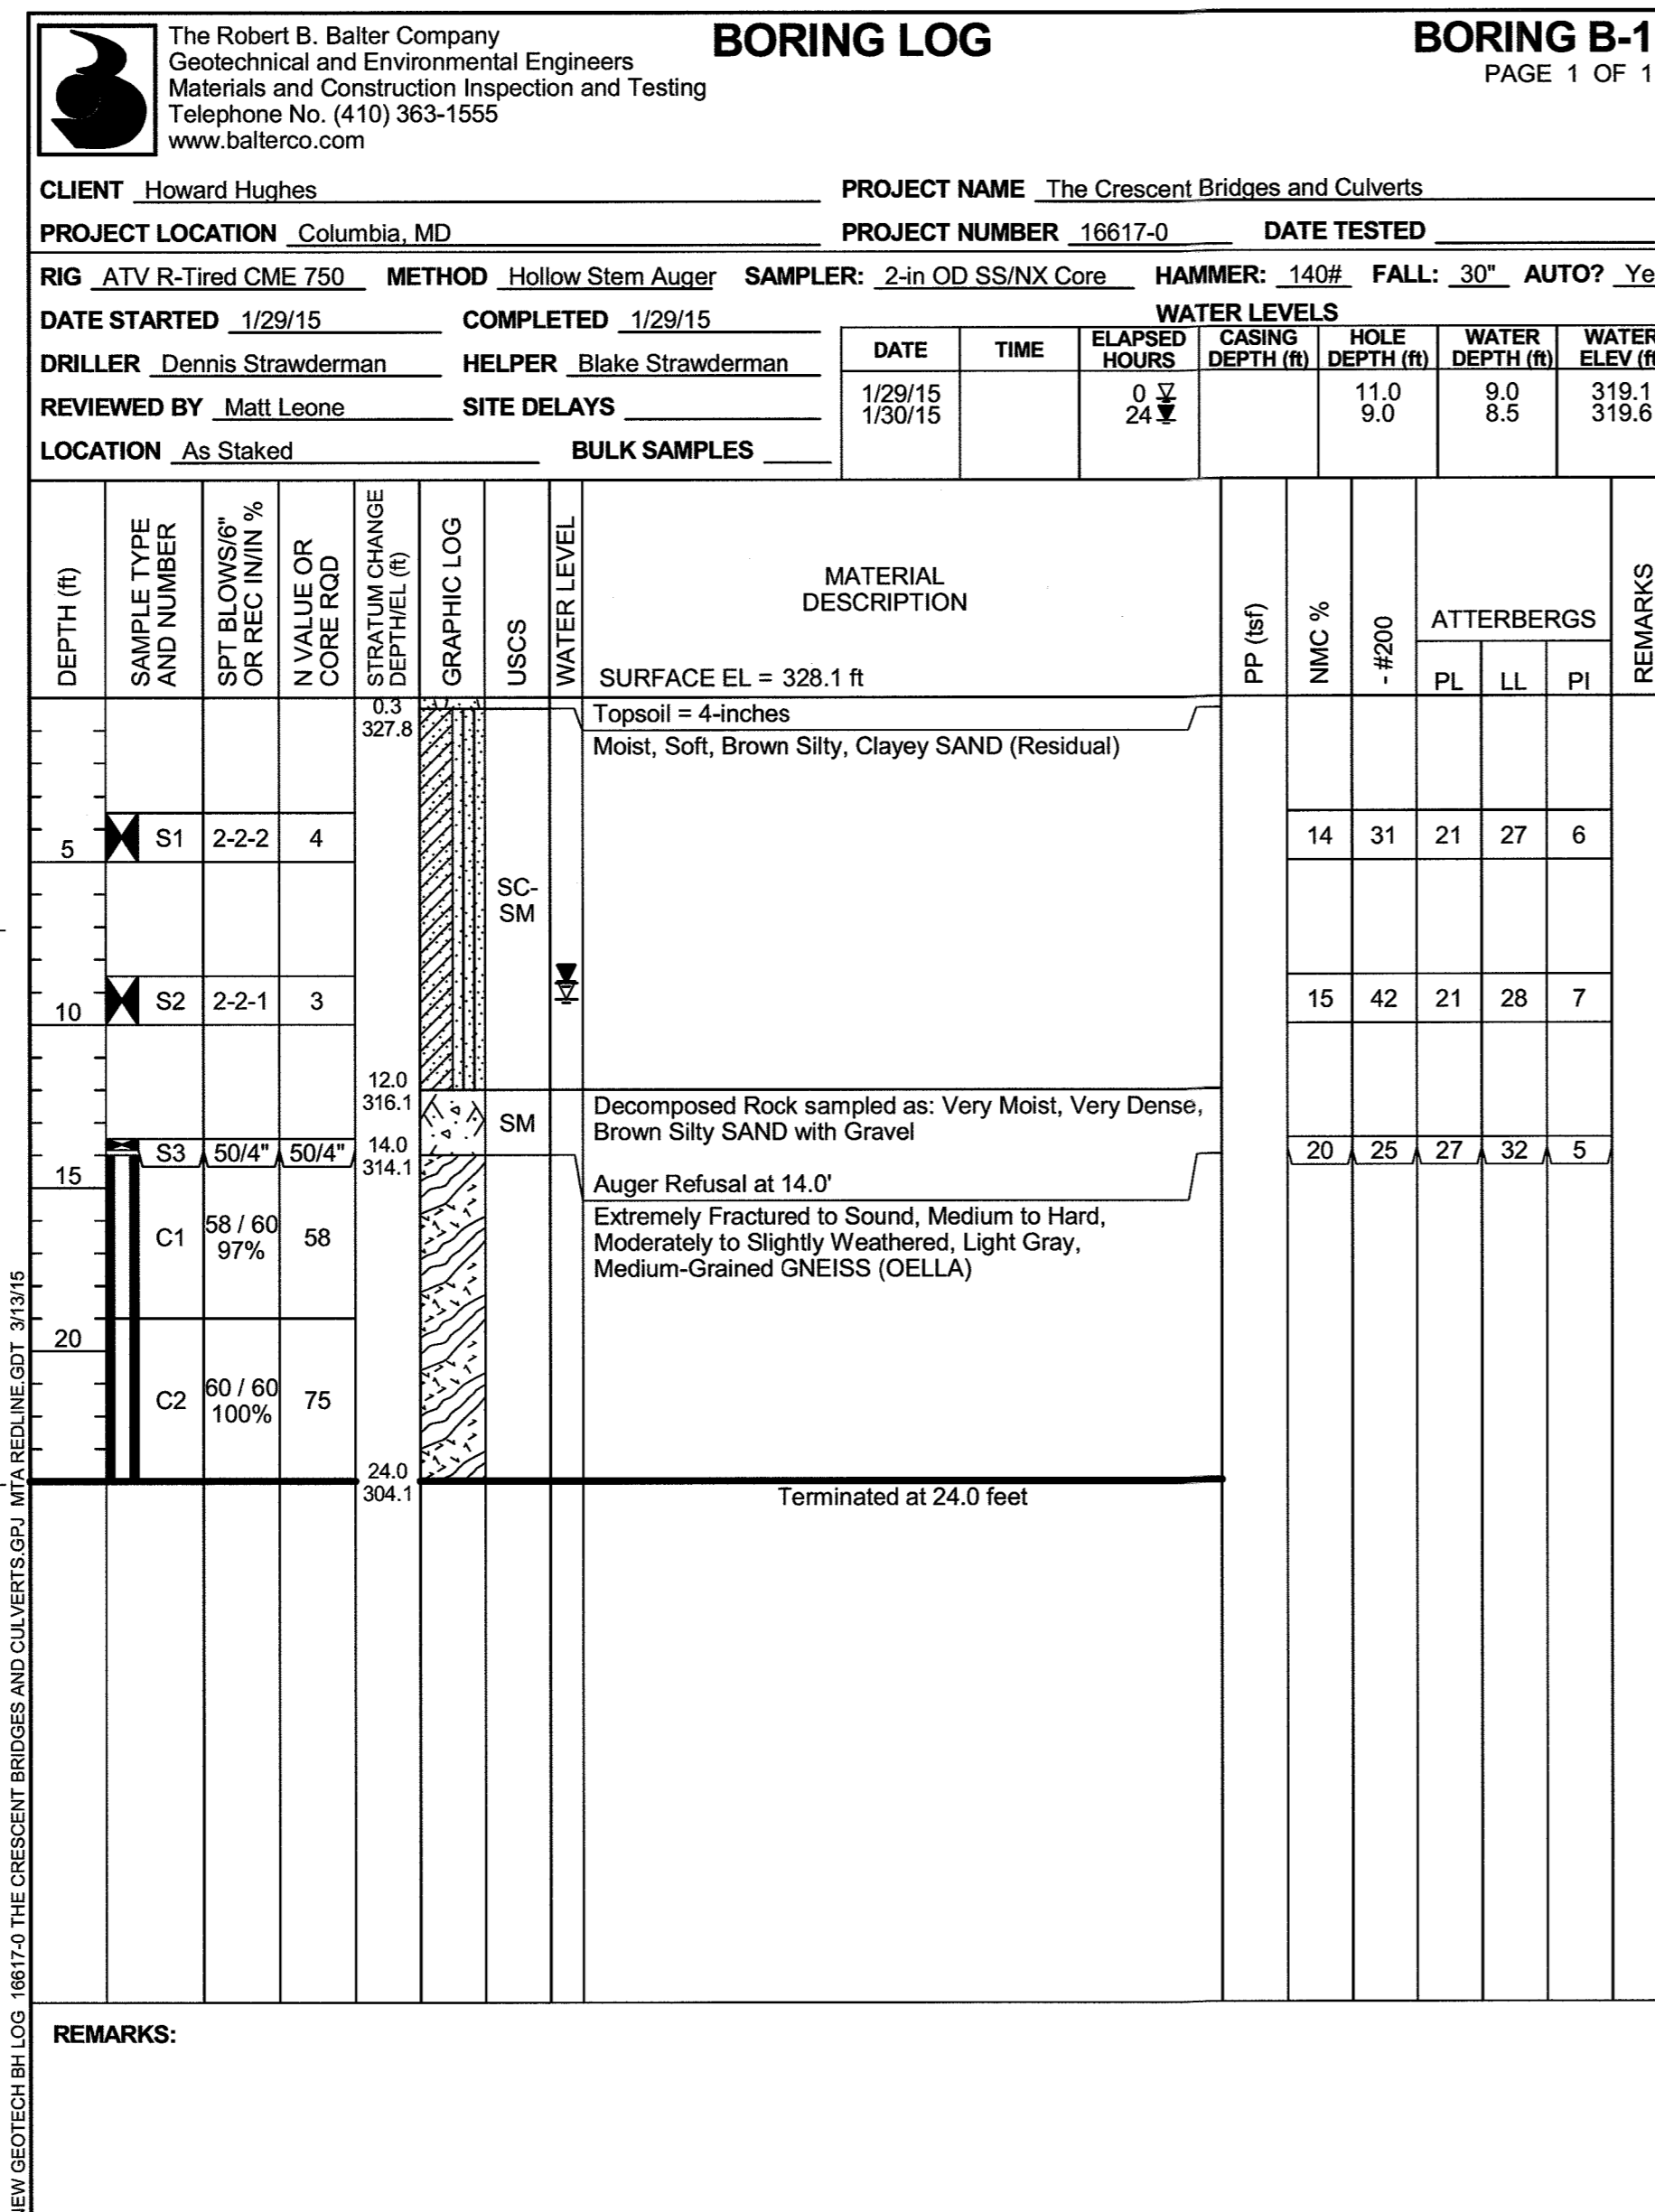 The Robert B. Balter Company
Geotechnical and Environmental Engineers
Materials and Construction Inspection and Testing
Telephone No. (410) 363-1555
www.balterco.com
BORING LOG
BORING B-1
PAGE 1 OF 1
CLIENT Howard Hughes
PROJECT NAME The Crescent Bridges and Culverts
PROJECT LOCATION Columbia, MD
PROJECT NUMBER 16617-0 DATE TESTED
RIG ATV R-Tired CME 750 METHOD Hollow Stem Auger SAMPLER: 2-in OD SS/NX Core HAMMER: 140# FALL: 30" AUTO? Ye
DATE STARTED 1/29/15 COMPLETED 1/29/15
DRILLER Dennis Strawderman HELPER Blake Strawderman
REVIEWED BY Matt Leone SITE DELAYS
LOCATION As Staked BULK SAMPLES
WATER LEVELS
DATE TIME ELAPSED HOURS CASING DEPTH (ft) HOLE DEPTH (ft) WATER DEPTH (ft) WATER ELEV (ft
1/29/15 0 11.0 9.0 319.1
1/30/15 24 9.0 8.5 319.6
DEPTH (ft)
SAMPLE TYPE AND NUMBER
SPT BLOWS/6" OR REC IN/IN %
N VALUE OR CORE RQD
STRATUM CHANGE DEPTH/EL (ft)
GRAPHIC LOG
USCS
WATER LEVEL
MATERIAL DESCRIPTION
SURFACE EL = 328.1 ft
PP (tsf)
NMC %
- #200
ATTERBERGS
PL LL PI
REMARKS
0.3
327.8
Topsoil = 4-inches
Moist, Soft, Brown Silty, Clayey SAND (Residual)
5 S1 2-2-2 4 14 31 21 27 6
SC-
SM
10 S2 2-2-1 3 15 42 21 28 7
12.0
316.1
SM
Decomposed Rock sampled as: Very Moist, Very Dense,
Brown Silty SAND with Gravel
S3 50/4" 50/4" 14.0 20 25 27 32 5
314.1
15
Auger Refusal at 14.0'
Extremely Fractured to Sound, Medium to Hard,
Moderately to Slightly Weathered, Light Gray,
Medium-Grained GNEISS (OELLA)
C1 58 / 60 58
97%
20
C2 60 / 60 75
100%
24.0
304.1
Terminated at 24.0 feet
REMARKS:
NEW GEOTECH BH LOG 16617-0 THE CRESCENT BRIDGES AND CULVERTS.GPJ MTA REDLINE.GDT 3/13/15